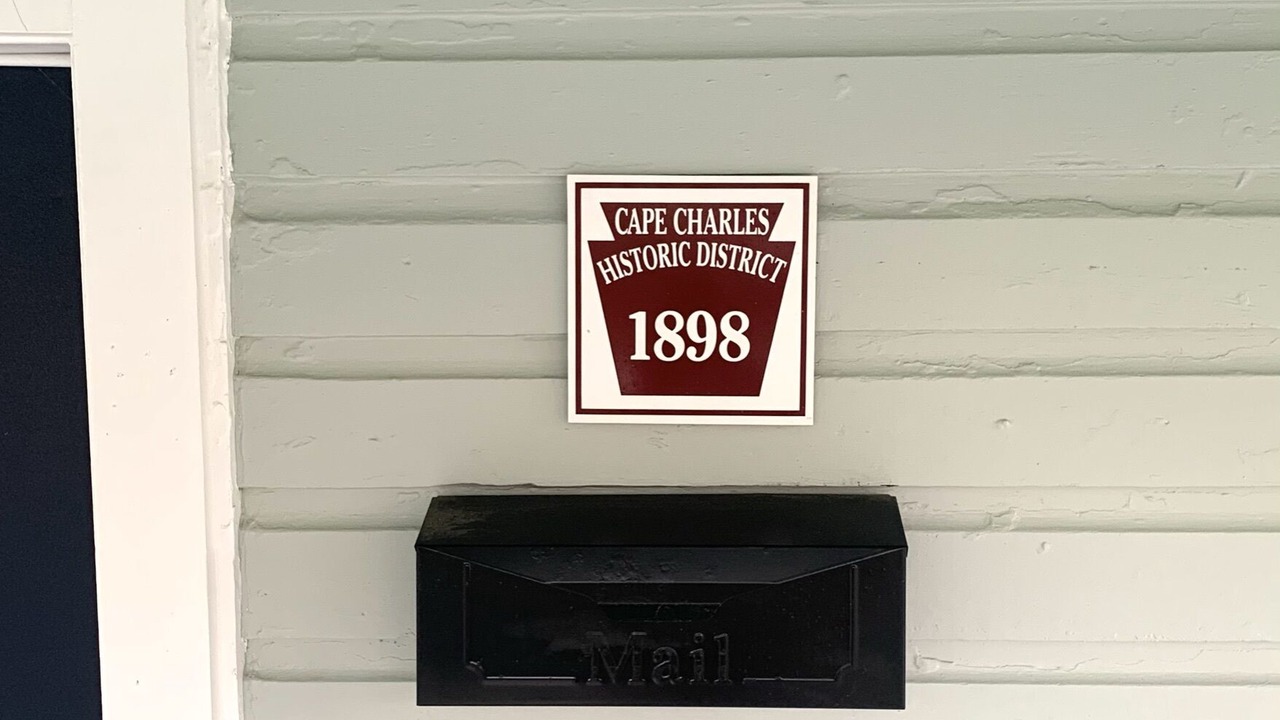 CAPE CHARLES
HISTORIC DISTRICT
1898
Mail